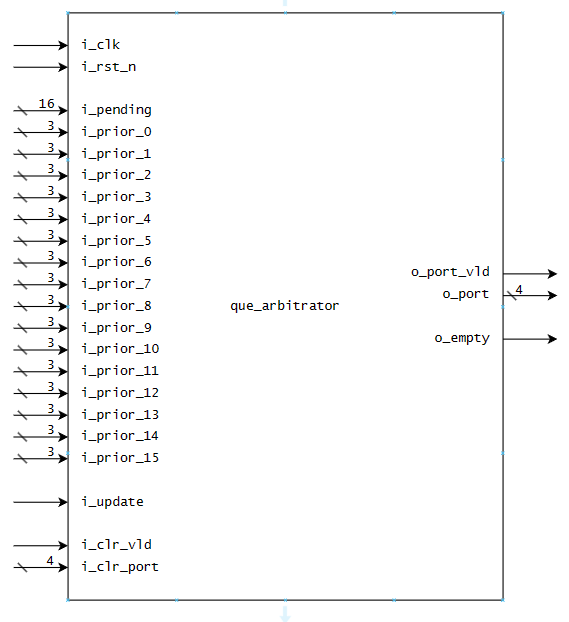 i_clk
i_rst_n
16 i_pending
3 i_prior_0
3 i_prior_1
3 i_prior_2
3 i_prior_3
3 i_prior_4
3 i_prior_5
3 i_prior_6
3 i_prior_7
3 i_prior_8
3 i_prior_9
3 i_prior_10
3 i_prior_11
3 i_prior_12
3 i_prior_13
3 i_prior_14
3 i_prior_15
i_update
i_clr_vld
4 i_clr_port
que_arbitrator
o_port_vld
o_port 4
o_empty